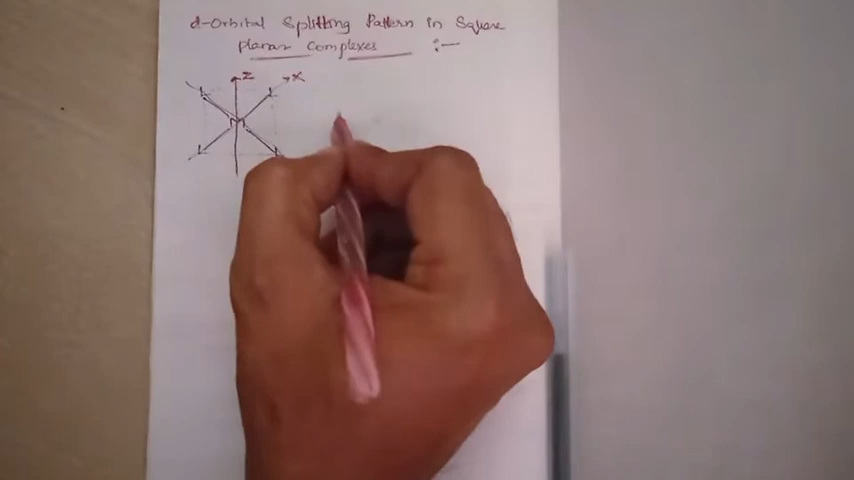 d-Orbital Splitting Pattern in Square
planar Complexes :-
Z X
L L
M
L L